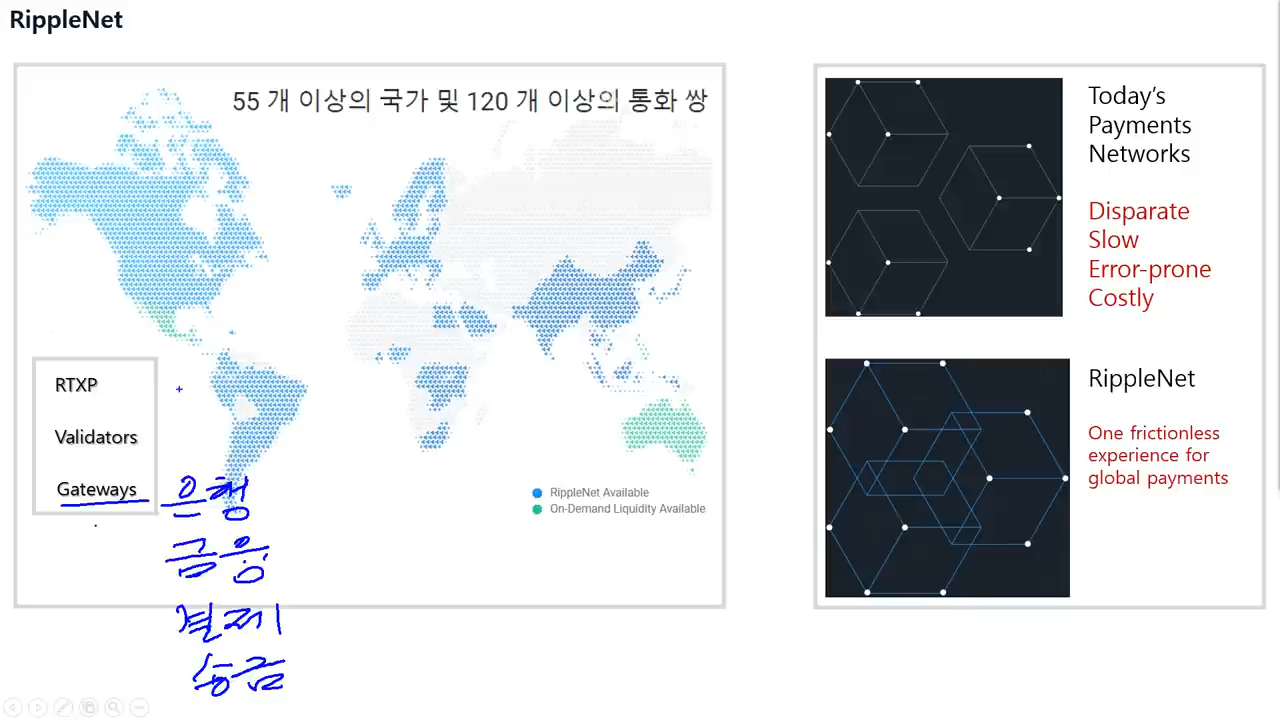 RippleNet
55 개 이상의 국가 및 120 개 이상의 통화 쌍
RTXP
Validators
Gateways
은행
금융
결제
송금
RippleNet Available
On-Demand Liquidity Available
Today's
Payments
Networks
Disparate
Slow
Error-prone
Costly
RippleNet
One frictionless
experience for
global payments